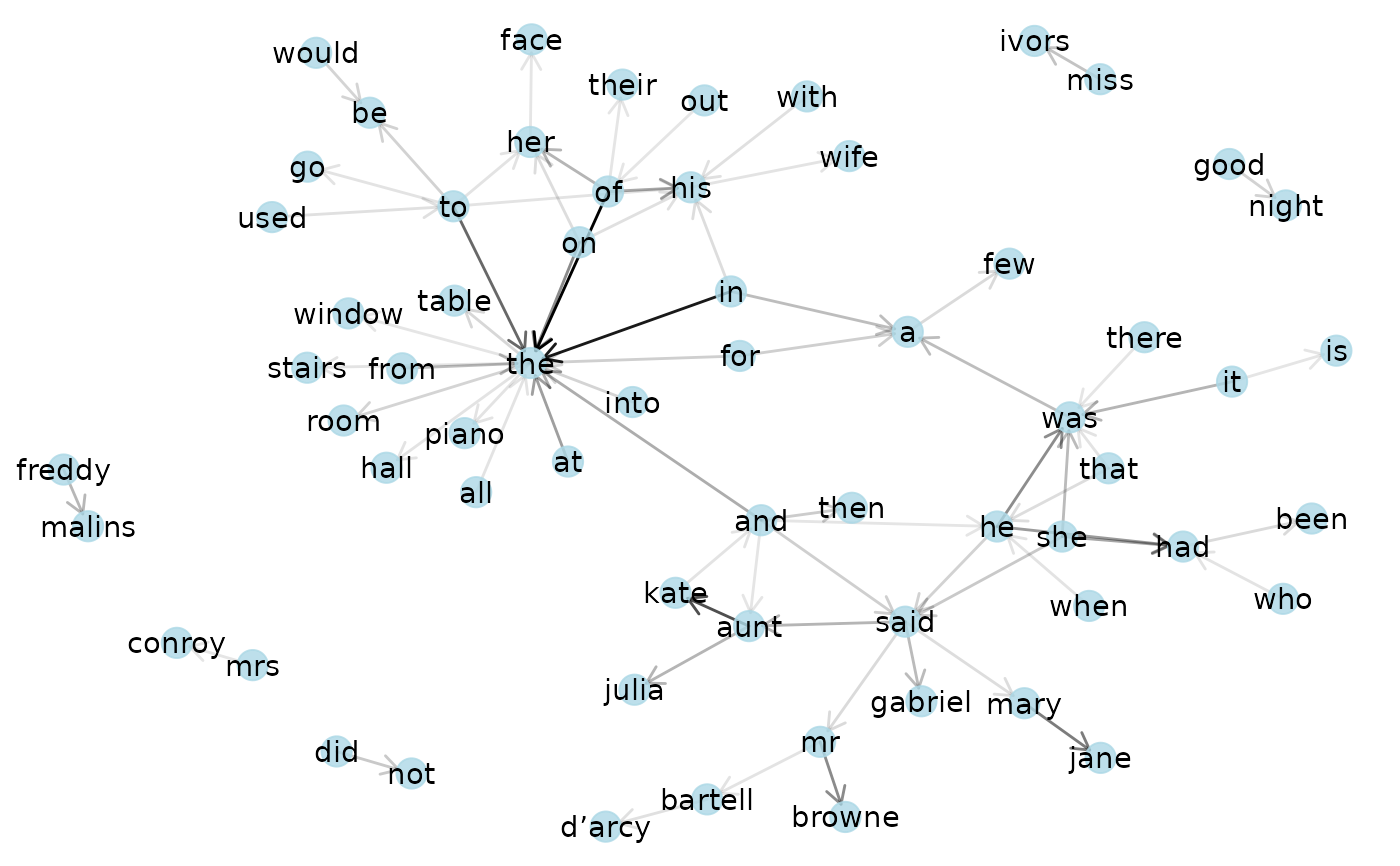 face
ivors
would
miss
their
with
out
be
her
wife
good
go
his
of
night
to
used
on
few
in
table
window
a
there
is
for
the
stairs
from
it
into
was
room
piano
at
hall
that
freddy
all
then
been
and
malins
he
she
had
kate
who
when
said
aunt
conroy
mrs
julia
gabriel
mary
mr
did
jane
not
bartell
browne
d’arcy